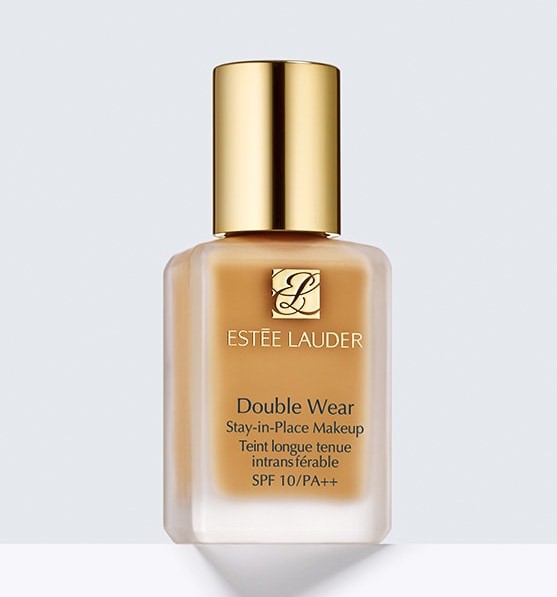 EL
ESTĒE LAUDER
Double Wear
Stay-in-Place Makeup
Teint longue tenue
intransférable
SPF 10/PA++